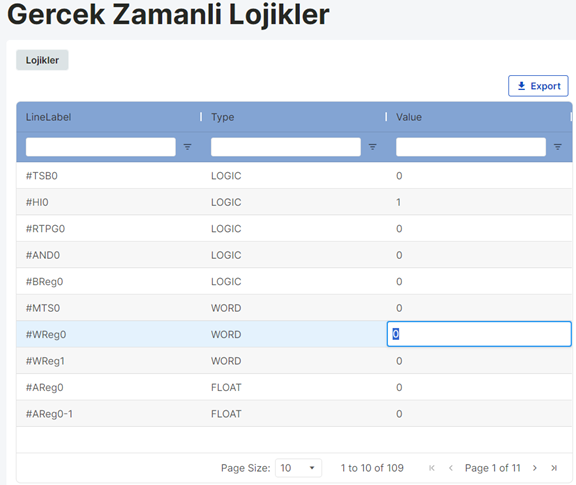 Gercek Zamanli Lojikler
Lojikler
Export
LineLabel Type Value
#TSB0 LOGIC 0
#HI0 LOGIC 1
#RTPG0 LOGIC 0
#AND0 LOGIC 0
#BReg0 LOGIC 0
#MTS0 WORD 0
#WReg0 WORD 0
#WReg1 WORD 0
#AReg0 FLOAT 0
#AReg0-1 FLOAT 0
Page Size: 10 1 to 10 of 109 Page 1 of 11